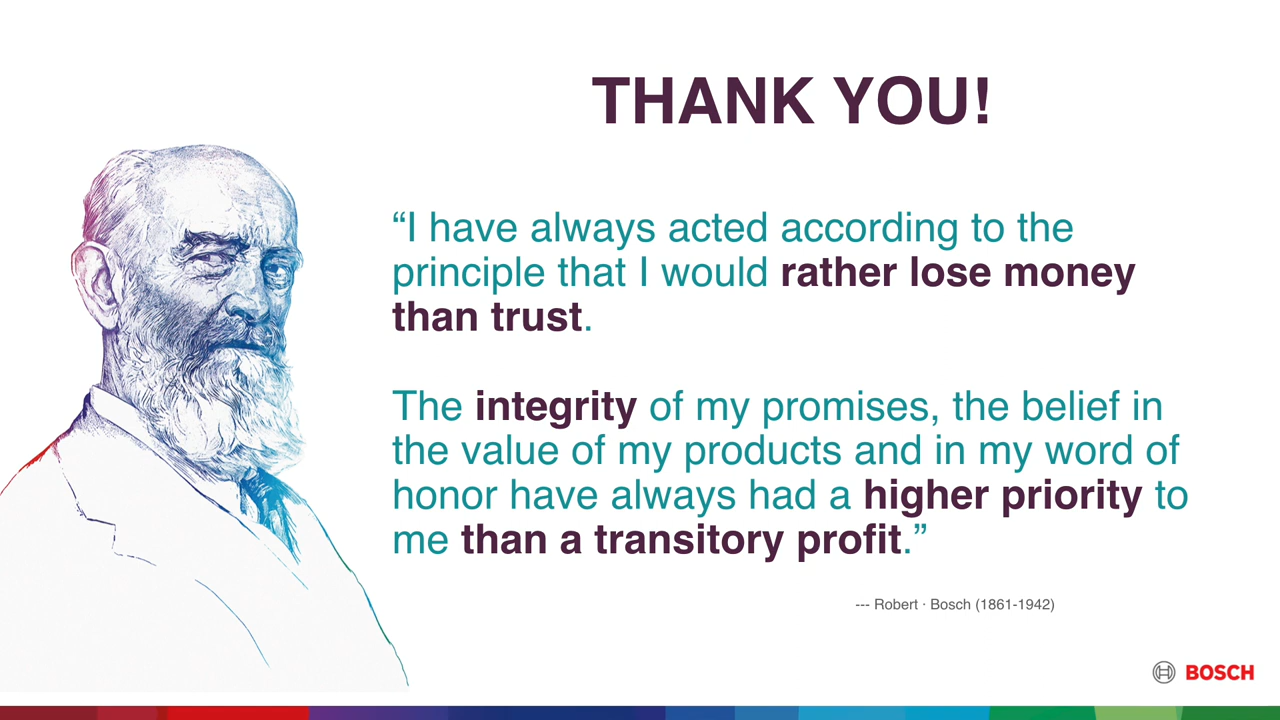 THANK YOU!
“I have always acted according to the
principle that I would rather lose money
than trust.
The integrity of my promises, the belief in
the value of my products and in my word of
honor have always had a higher priority to
me than a transitory profit.”
--- Robert · Bosch (1861-1942)
BOSCH